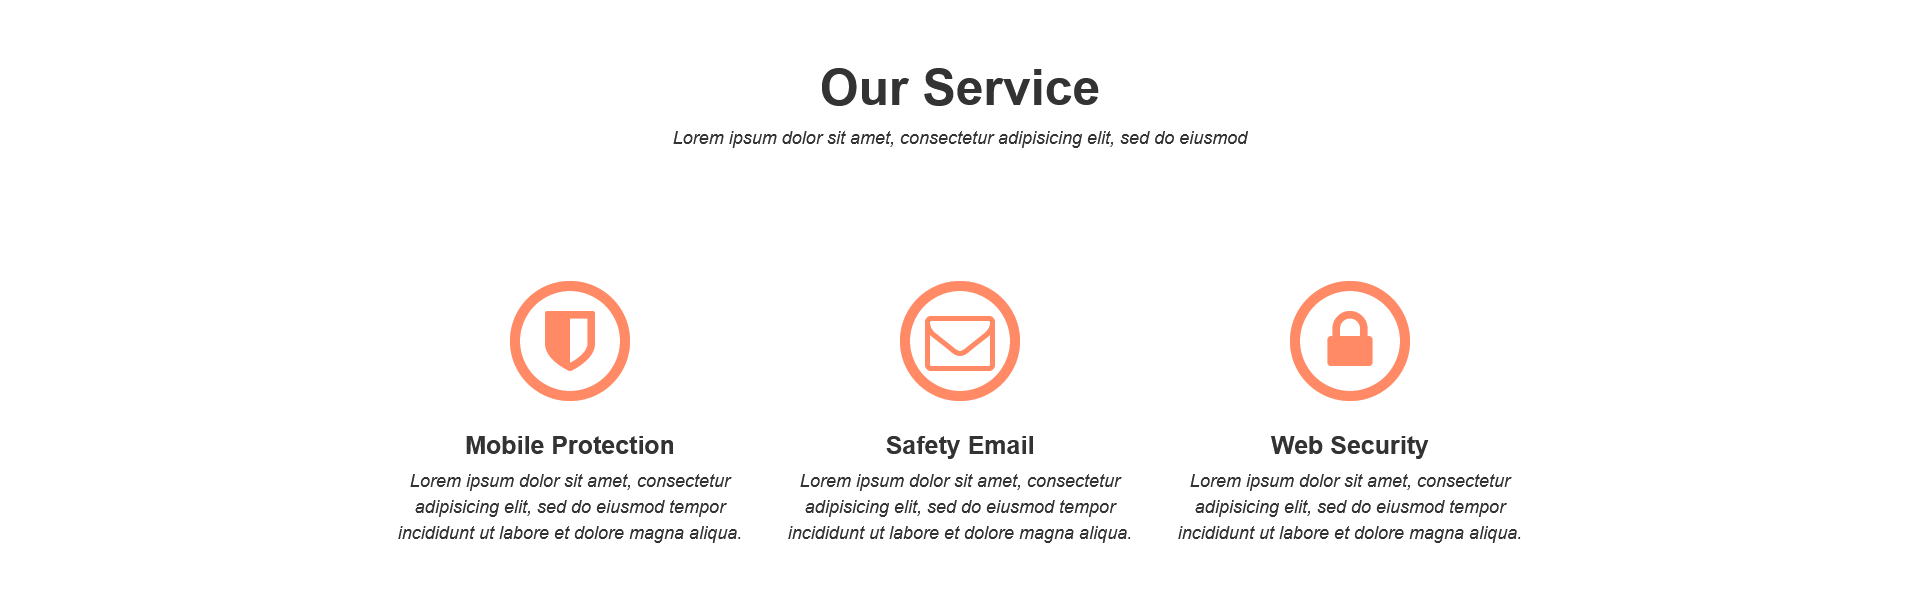 Our Service
Lorem ipsum dolor sit amet, consectetur adipisicing elit, sed do eiusmod
Mobile Protection
Lorem ipsum dolor sit amet, consectetur
adipisicing elit, sed do eiusmod tempor
incididunt ut labore et dolore magna aliqua.
Safety Email
Lorem ipsum dolor sit amet, consectetur
adipisicing elit, sed do eiusmod tempor
incididunt ut labore et dolore magna aliqua.
Web Security
Lorem ipsum dolor sit amet, consectetur
adipisicing elit, sed do eiusmod tempor
incididunt ut labore et dolore magna aliqua.